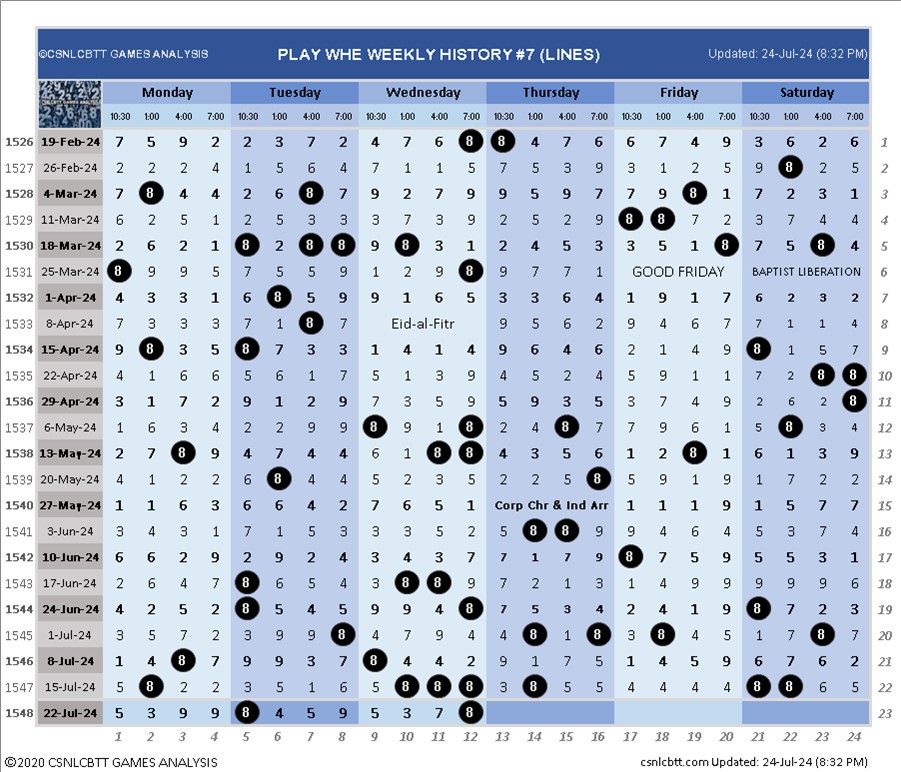 ©CSNLCBTT GAMES ANALYSIS PLAY WHE WEEKLY HISTORY #7 (LINES) Updated: 24-Jul-24 (8:32 PM)
Monday Tuesday Wednesday Thursday Friday Saturday
10:30 1:00 4:00 7:00 10:30 1:00 4:00 7:00 10:30 1:00 4:00 7:00 10:30 1:00 4:00 7:00 10:30 1:00 4:00 7:00 10:30 1:00 4:00 7:00
1526 19-Feb-24 7 5 9 2 2 3 7 2 4 7 6 8 8 4 7 6 6 7 4 9 3 6 2 6 1
1527 26-Feb-24 2 2 2 4 1 5 6 4 7 1 1 5 7 5 3 9 3 1 2 5 9 8 2 5 2
1528 4-Mar-24 7 8 4 4 2 6 8 7 9 2 7 9 9 5 9 7 7 9 8 1 7 2 3 1 3
1529 11-Mar-24 6 2 5 1 2 5 3 3 3 7 3 9 2 5 2 9 8 8 7 2 3 7 4 4 4
1530 18-Mar-24 2 6 2 1 8 2 8 8 9 8 3 1 2 4 5 3 3 5 1 8 7 5 8 4 5
1531 25-Mar-24 8 9 9 5 7 5 5 9 1 2 9 8 9 7 7 1 GOOD FRIDAY BAPTIST LIBERATION 6
1532 1-Apr-24 4 3 3 1 6 8 5 9 9 1 6 5 3 3 6 4 1 9 1 7 6 2 3 2 7
1533 8-Apr-24 7 3 3 3 7 1 8 7 Eid-al-Fitr 9 5 6 2 9 4 6 7 7 1 1 4 8
1534 15-Apr-24 9 8 3 5 8 7 3 3 1 4 1 4 9 6 4 6 2 1 4 9 8 1 5 7 9
1535 22-Apr-24 4 1 6 6 5 6 1 7 5 1 3 9 4 5 2 4 5 9 1 1 7 2 8 8 10
1536 29-Apr-24 3 1 7 2 9 1 2 9 7 3 5 9 5 9 3 5 6 7 4 9 2 6 2 8 11
1537 6-May-24 1 6 3 4 2 2 9 9 8 9 1 8 2 4 8 7 7 9 6 1 5 8 3 4 12
1538 13-May-24 2 7 8 9 4 7 4 4 6 1 8 8 4 3 5 6 1 2 8 1 6 1 3 9 13
1539 20-May-24 4 1 2 2 6 8 4 4 5 2 3 5 2 2 5 8 5 1 9 9 1 7 2 2 14
1540 27-May-24 1 1 6 3 6 6 4 2 7 6 5 1 Corp Chr & Ind Arr 1 1 1 9 1 5 7 7 15
1541 3-Jun-24 3 4 3 1 7 1 5 3 3 3 5 2 5 8 8 9 9 4 6 4 5 3 7 4 16
1542 10-Jun-24 6 6 2 9 2 9 2 4 3 4 3 7 7 1 7 9 8 7 5 9 5 5 3 1 17
1543 17-Jun-24 2 6 4 7 8 6 5 4 3 8 8 9 7 2 1 3 1 4 9 9 9 9 9 6 18
1544 24-Jun-24 4 2 5 2 8 5 4 5 9 9 4 8 7 5 3 4 2 4 1 9 8 7 2 3 19
1545 1-Jul-24 3 5 7 2 3 9 9 8 4 7 9 4 4 8 1 8 3 8 4 5 1 7 8 7 20
1546 8-Jul-24 1 4 8 7 9 9 3 7 8 4 4 2 9 1 7 5 1 4 5 9 6 7 6 2 21
1547 15-Jul-24 5 8 2 2 3 5 1 6 5 8 8 8 3 8 5 5 4 4 4 4 8 8 6 5 22
1548 22-Jul-24 5 3 9 9 8 4 5 9 5 3 7 8 23
1 2 3 4 5 6 7 8 9 10 11 12 13 14 15 16 17 18 19 20 21 22 23 24
©2020 CSNLCBTT GAMES ANALYSIS csnlcbtt.com Updated: 24-Jul-24 (8:32 PM)